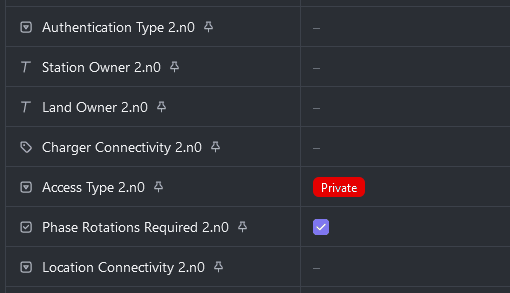 Authentication Type 2.n0 –
Station Owner 2.n0 –
Land Owner 2.n0 –
Charger Connectivity 2.n0 –
Access Type 2.n0 Private
Phase Rotations Required 2.n0
Location Connectivity 2.n0 –